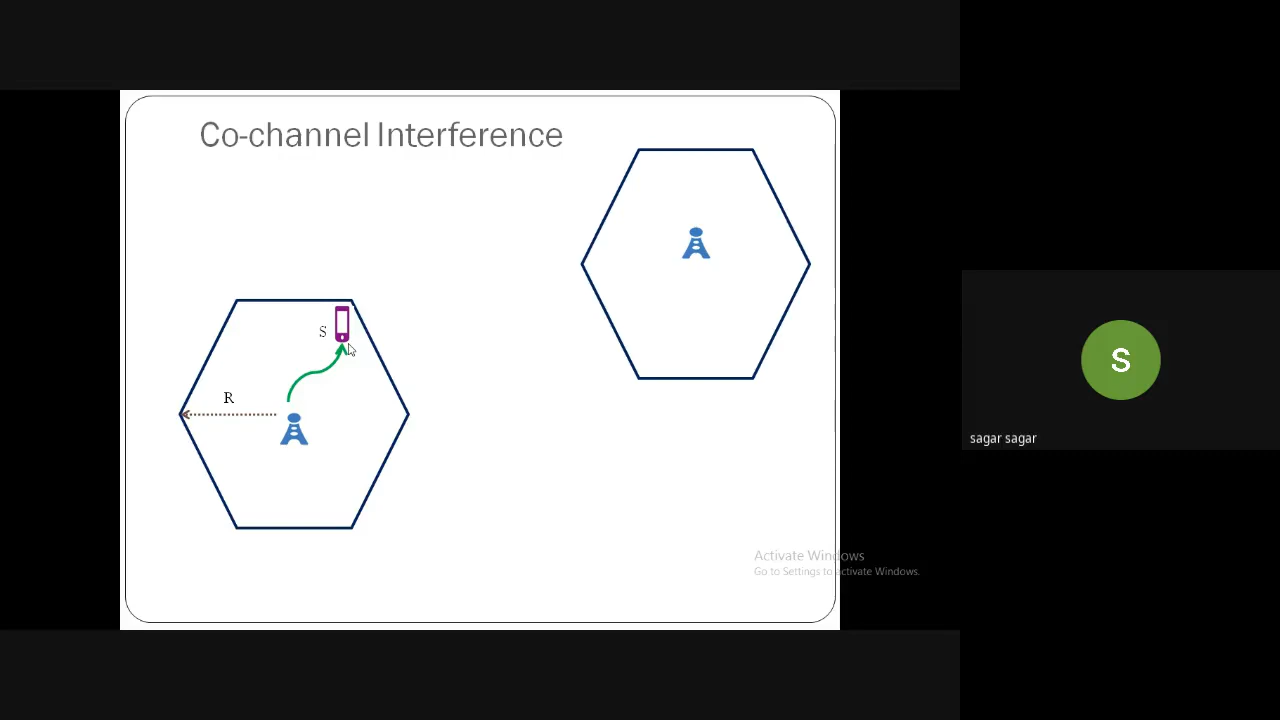 Co-channel Interference
S
R
S
sagar sagar
Activate Windows
Go to Settings to activate Windows.